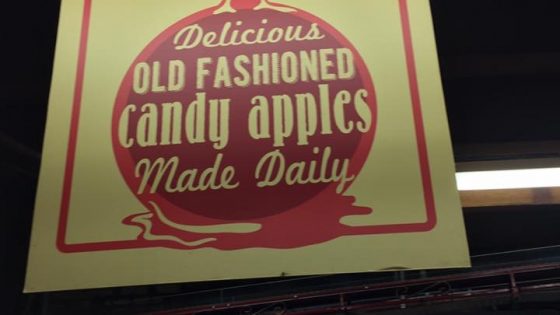 Delicious
OLD FASHIONED
candy apples
Made Daily